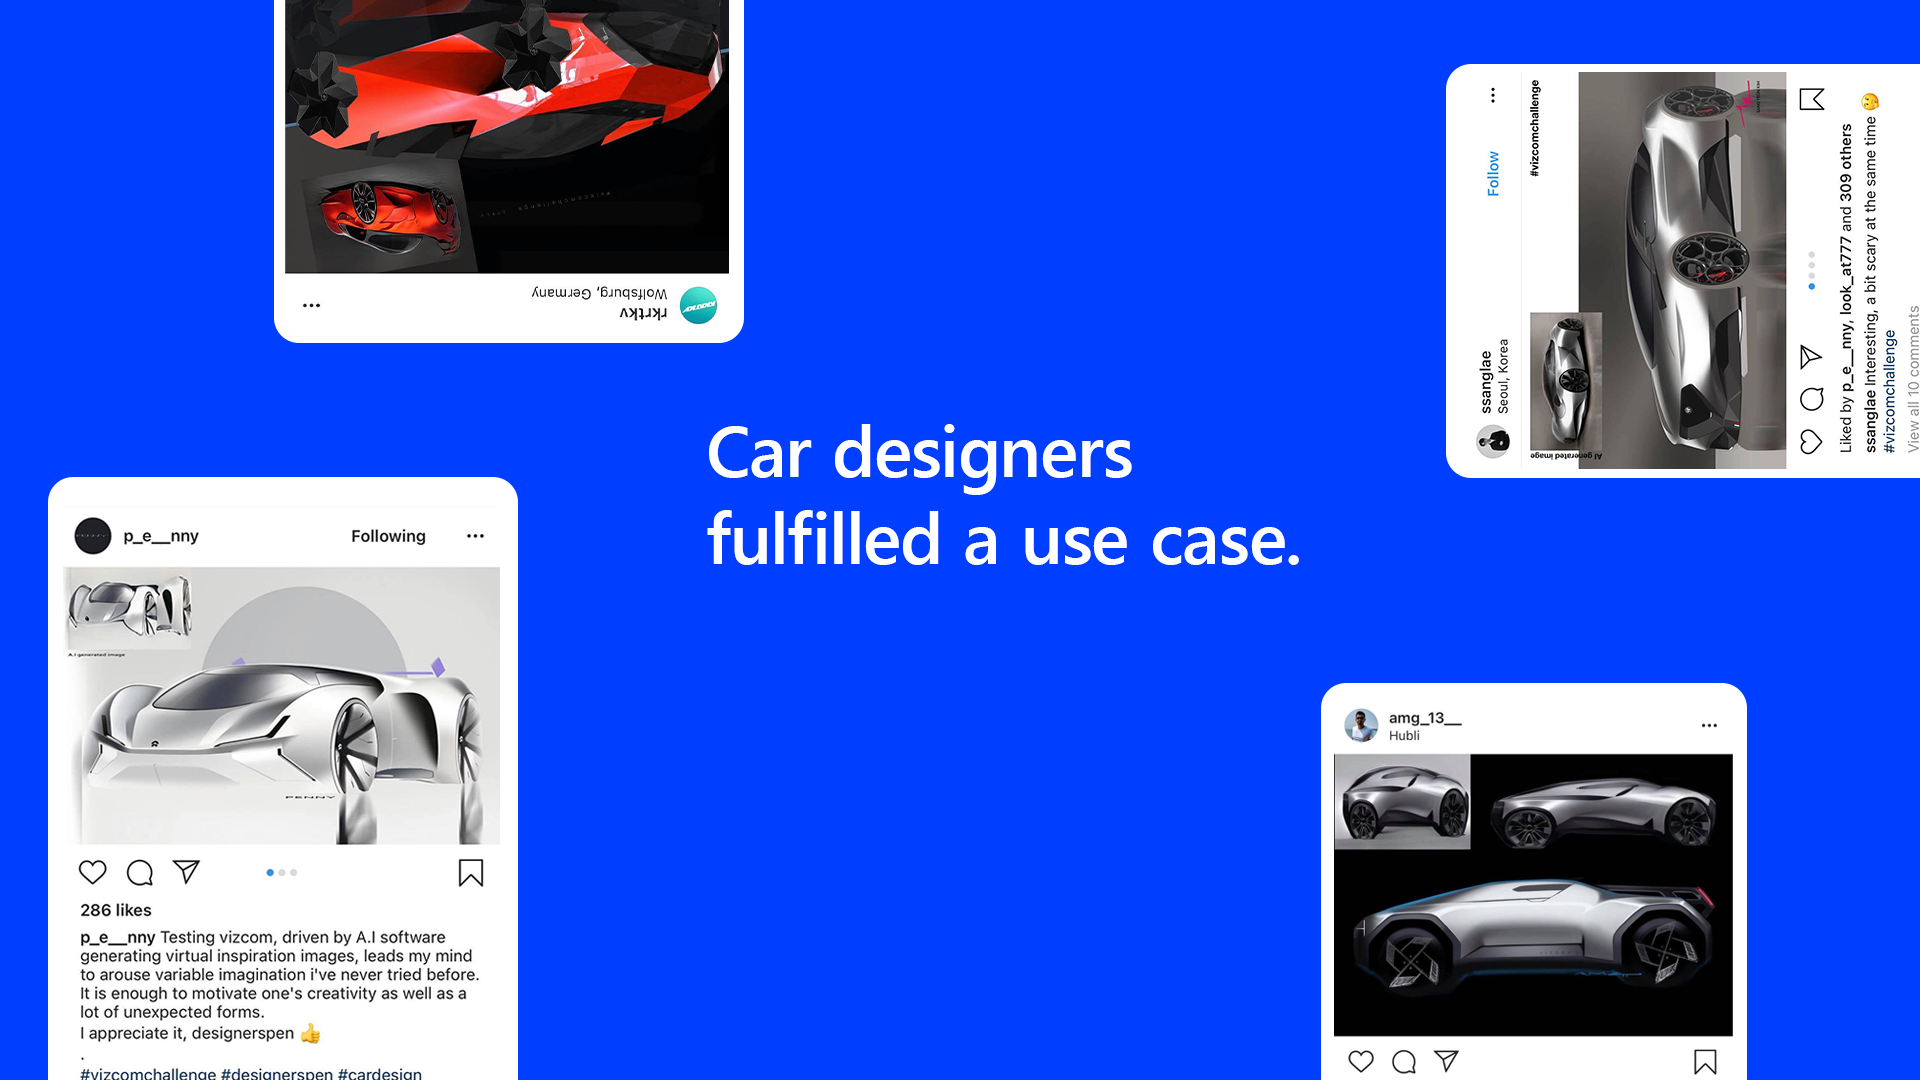 Wolfsburg, Germany
rkrtkv
#vizcomchallenge
Follow
#vizcomchallenge
ssanglae
Seoul, Korea
AI generated image
Liked by p_e__nny, look_at777 and 309 others
ssanglae Interesting, a bit scary at the same time 🤔
#vizcomchallenge
View all 10 comments
Car designers
fulfilled a use case.
p_e__nny
Following
A.I generated image
PENNY
286 likes
p_e__nny Testing vizcom, driven by A.I software
generating virtual inspiration images, leads my mind
to arouse variable imagination i've never tried before.
It is enough to motivate one's creativity as well as a
lot of unexpected forms.
I appreciate it, designerspen 👍
.
#vizcomchallenge #designerspen #cardesign
amg_13__
Hubli